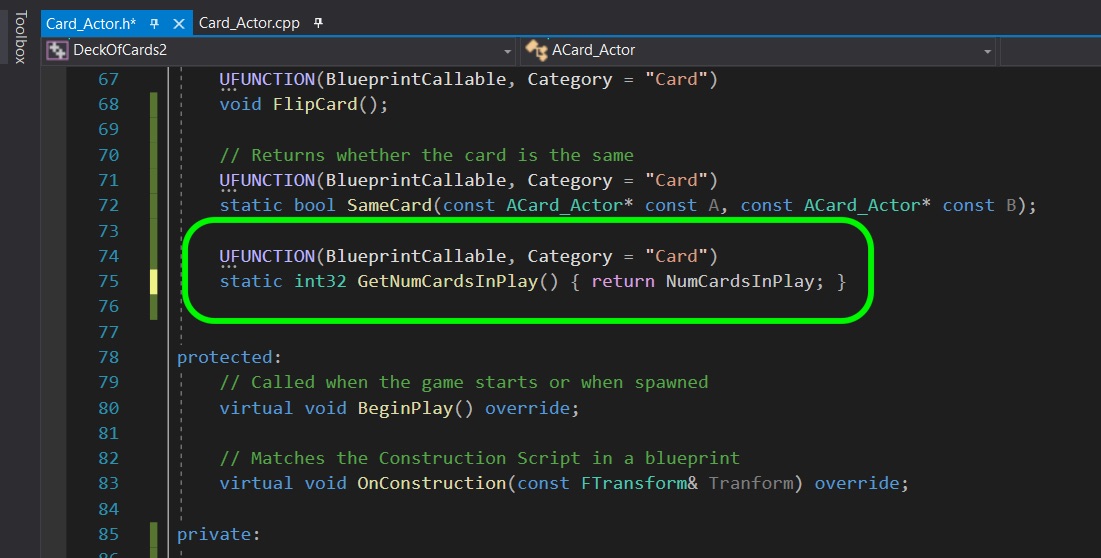 Toolbox
Card_Actor.h* Card_Actor.cpp
DeckOfCards2 ACard_Actor
67 UFUNCTION(BlueprintCallable, Category = "Card")
68 void FlipCard();
69
70 // Returns whether the card is the same
71 UFUNCTION(BlueprintCallable, Category = "Card")
72 static bool SameCard(const ACard_Actor* const A, const ACard_Actor* const B);
73
74 UFUNCTION(BlueprintCallable, Category = "Card")
75 static int32 GetNumCardsInPlay() { return NumCardsInPlay; }
76
77
78 protected:
79 // Called when the game starts or when spawned
80 virtual void BeginPlay() override;
81
82 // Matches the Construction Script in a blueprint
83 virtual void OnConstruction(const FTransform& Tranform) override;
84
85 private: